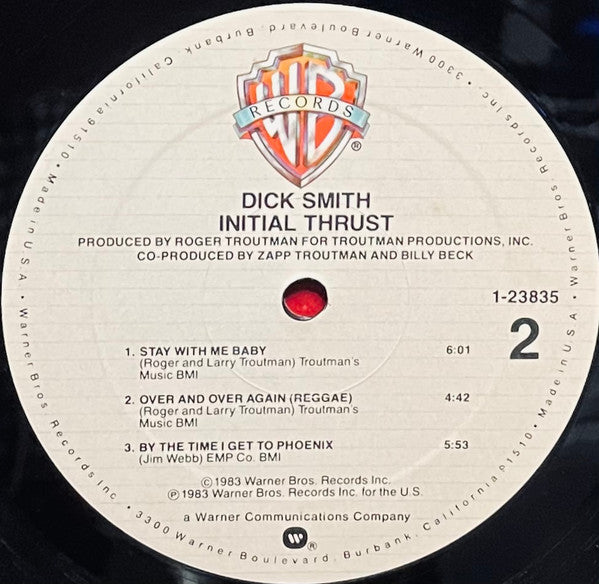 WB
RECORDS
®
DICK SMITH
INITIAL THRUST
PRODUCED BY ROGER TROUTMAN FOR TROUTMAN PRODUCTIONS, INC.
CO-PRODUCED BY ZAPP TROUTMAN AND BILLY BECK
1-23835
2
1. STAY WITH ME BABY 6:01
(Roger and Larry Troutman) Troutman's
Music BMI
2. OVER AND OVER AGAIN (REGGAE) 4:42
(Roger and Larry Troutman) Troutman's
Music BMI
3. BY THE TIME I GET TO PHOENIX 5:53
(Jim Webb) EMP Co. BMI
©1983 Warner Bros. Records Inc.
℗1983 Warner Bros. Records Inc. for the U.S.
a Warner Communications Company
W®
Warner Bros. Records Inc. • 3300 Warner Boulevard, Burbank, California 91510 • Made in U.S.A. • Warner Bros. Records Inc. • 3300 Warner Boulevard, Burbank, California 91510 • Made in U.S.A. •